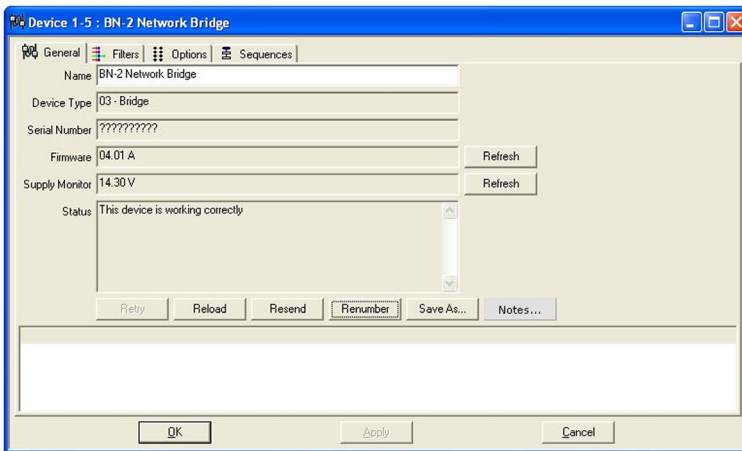 Device 1-5 : BN-2 Network Bridge
General Filters Options Sequences
Name BN-2 Network Bridge
Device Type 03 - Bridge
Serial Number ??????????
Firmware 04.01 A Refresh
Supply Monitor 14.30 V Refresh
Status This device is working correctly
Retry Reload Resend Renumber Save As... Notes...
OK Apply Cancel